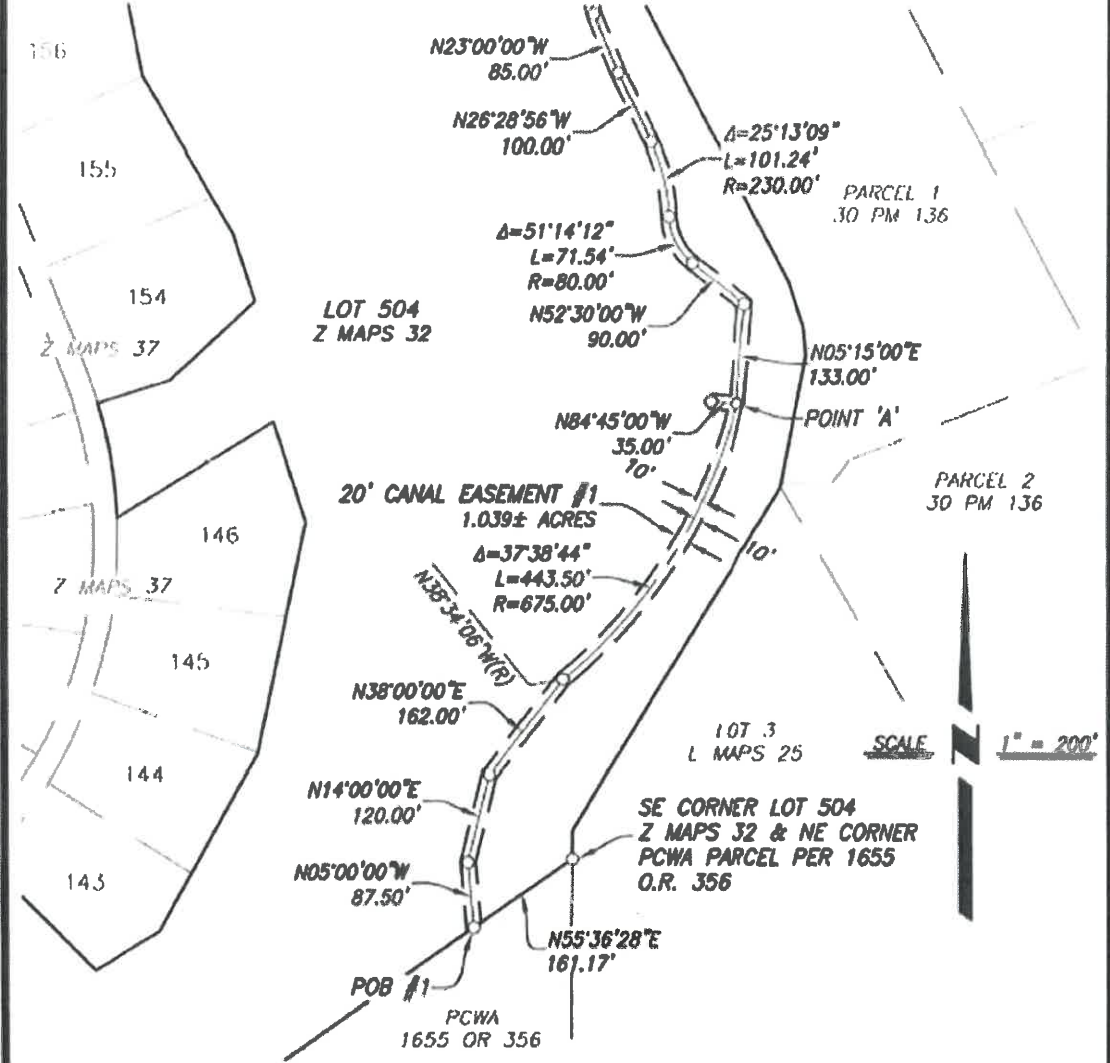 156
N23°00'00"W
85.00'
N26°28'56"W
100.00'
Δ=25°13'09"
L=101.24'
R=230.00'
155
PARCEL 1
30 PM 136
Δ=51°14'12"
L=71.54'
R=80.00'
154
LOT 504
Z MAPS 32
N52°30'00"W
90.00'
Z MAPS 37
N05°15'00"E
133.00'
N84°45'00"W
35.00'
POINT 'A'
10'
PARCEL 2
30 PM 136
20' CANAL EASEMENT #1
1.039± ACRES
146
10'
Δ=37°38'44"
L=443.50'
R=675.00'
Z MAPS 37
N38°34'06"W(R)
145
N38°00'00"E
162.00'
LOT 3
L MAPS 25
SCALE
1" = 200'
144
N14°00'00"E
120.00'
SE CORNER LOT 504
Z MAPS 32 & NE CORNER
PCWA PARCEL PER 1655
O.R. 356
143
N05°00'00"W
87.50'
N55°36'28"E
161.17'
POB #1
PCWA
1655 OR 356